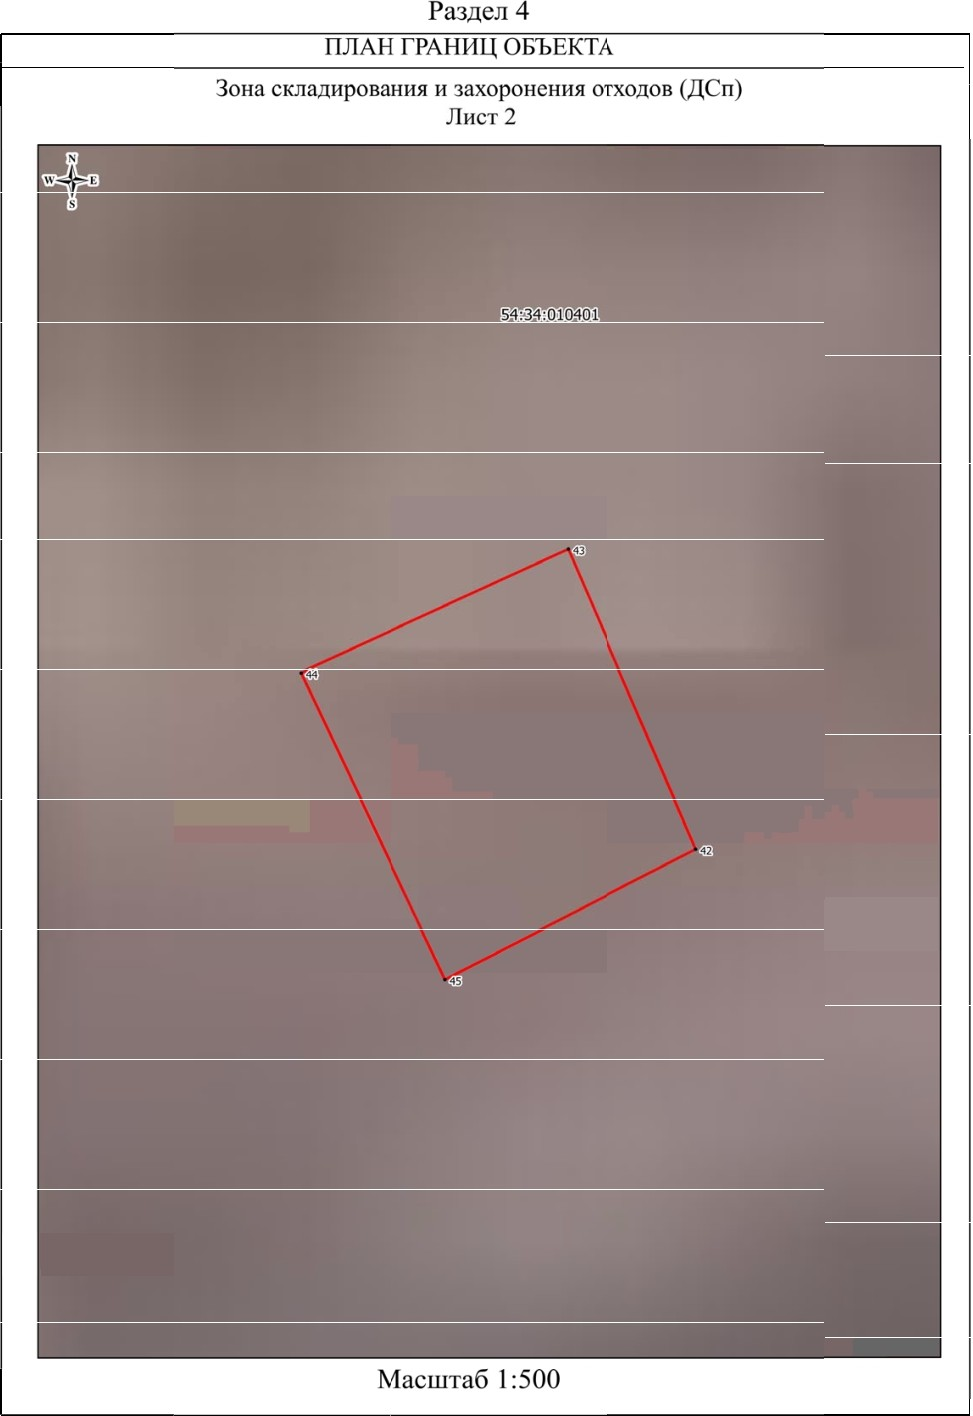 Раздел 4
ПЛАН ГРАНИЦ ОБЪЕКТА
Зона складирования и захоронения отходов (ДСп)
Лист 2
N
W E
S
54:34:010401
43
44
42
45
Масштаб 1:500